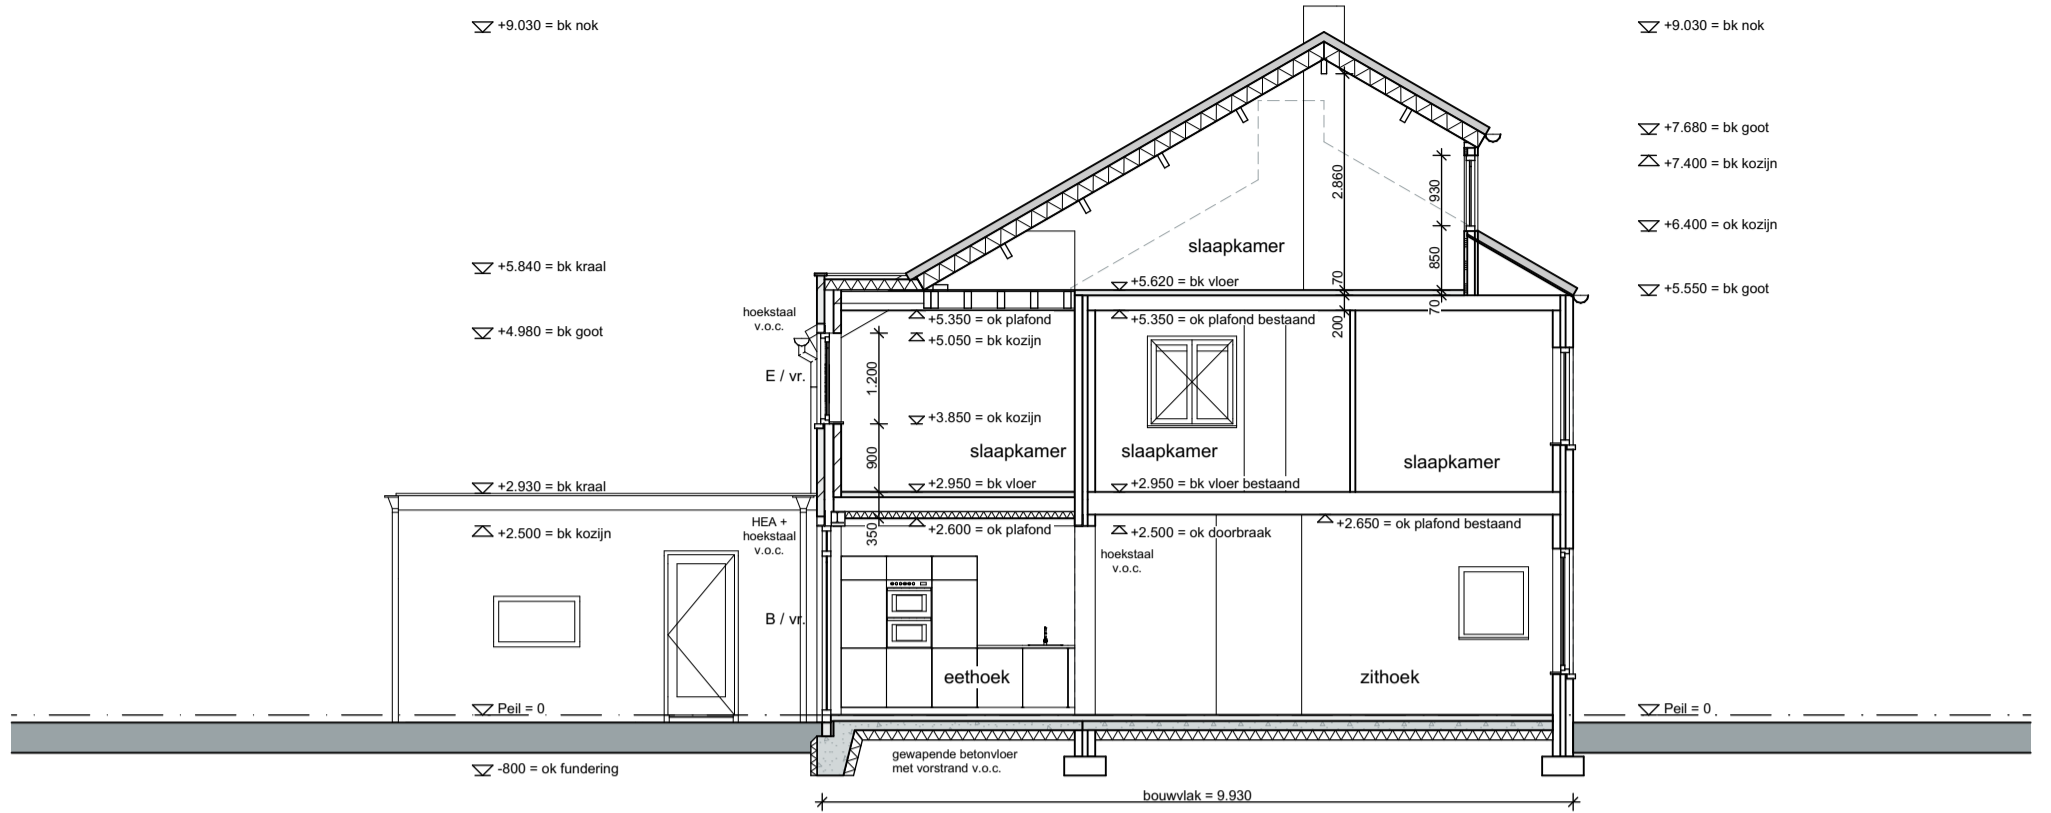 +9.030 = bk nok
+9.030 = bk nok
+7.680 = bk goot
+7.400 = bk kozijn
2.860
930
+6.400 = ok kozijn
slaapkamer
850
+5.840 = bk kraal
+5.620 = bk vloer
70
+5.550 = bk goot
70
hoekstaal
v.o.c.
+5.350 = ok plafond
+5.350 = ok plafond bestaand
200
+4.980 = bk goot
+5.050 = bk kozijn
E / vr.
1.200
+3.850 = ok kozijn
900
slaapkamer
slaapkamer
slaapkamer
+2.930 = bk kraal
+2.950 = bk vloer
+2.950 = bk vloer bestaand
HEA +
hoekstaal
v.o.c.
+2.500 = bk kozijn
350
+2.600 = ok plafond
+2.500 = ok doorbraak
+2.650 = ok plafond bestaand
hoekstaal
v.o.c.
B / vr.
eethoek
zithoek
Peil = 0
Peil = 0
gewapende betonvloer
met vorstrand v.o.c.
-800 = ok fundering
bouwvlak = 9.930